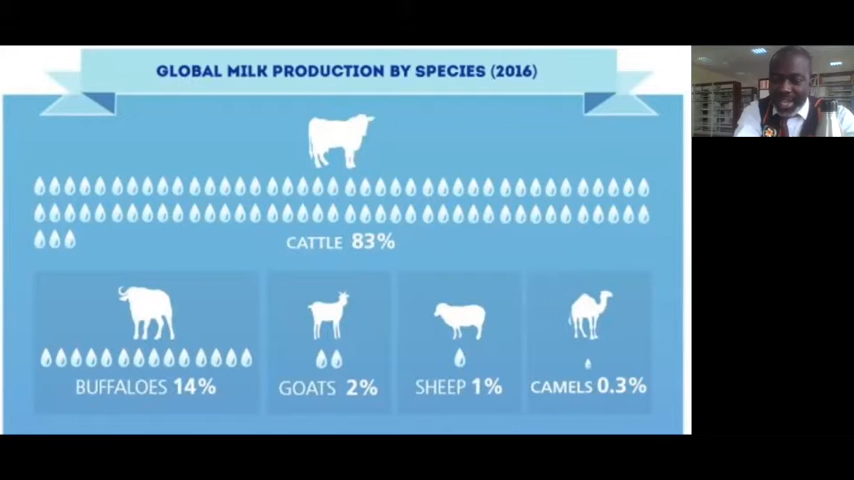 GLOBAL MILK PRODUCTION BY SPECIES (2016)
CATTLE 83%
BUFFALOES 14%
GOATS 2%
SHEEP 1%
CAMELS 0.3%